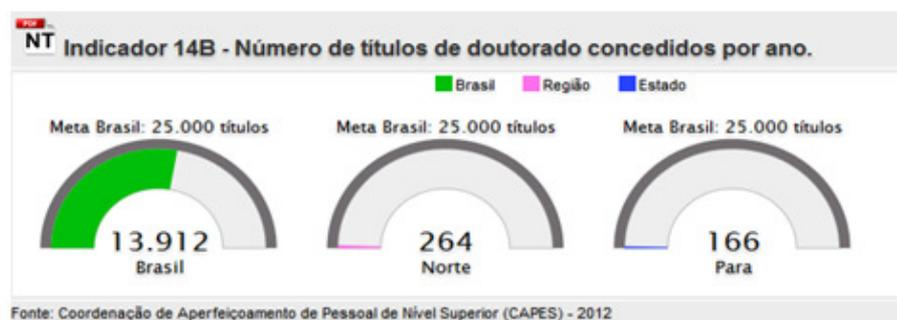 PDF
NT Indicador 14B - Número de títulos de doutorado concedidos por ano.
Brasil Região Estado
Meta Brasil: 25.000 títulos Meta Brasil: 25.000 títulos Meta Brasil: 25.000 títulos
13.912 264 166
Brasil Norte Para
Fonte: Coordenação de Aperfeiçoamento de Pessoal de Nível Superior (CAPES) - 2012